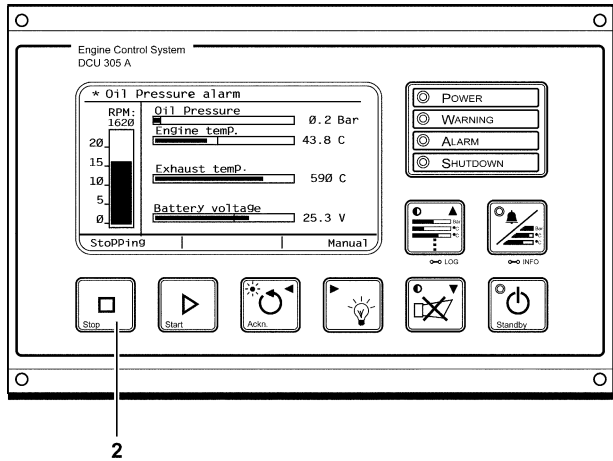 Engine Control System
DCU 305 A
* Oil Pressure alarm
RPM:
1620
20
15
10
5
0
Oil Pressure
0.2 Bar
Engine temp.
43.8 C
Exhaust temp.
590 C
Battery voltage
25.3 V
Stopping
Manual
POWER
WARNING
ALARM
SHUTDOWN
Bar
°C
°C
LOG
Bar
°C
°C
INFO
Stop
Start
Ackn.
Standby
2